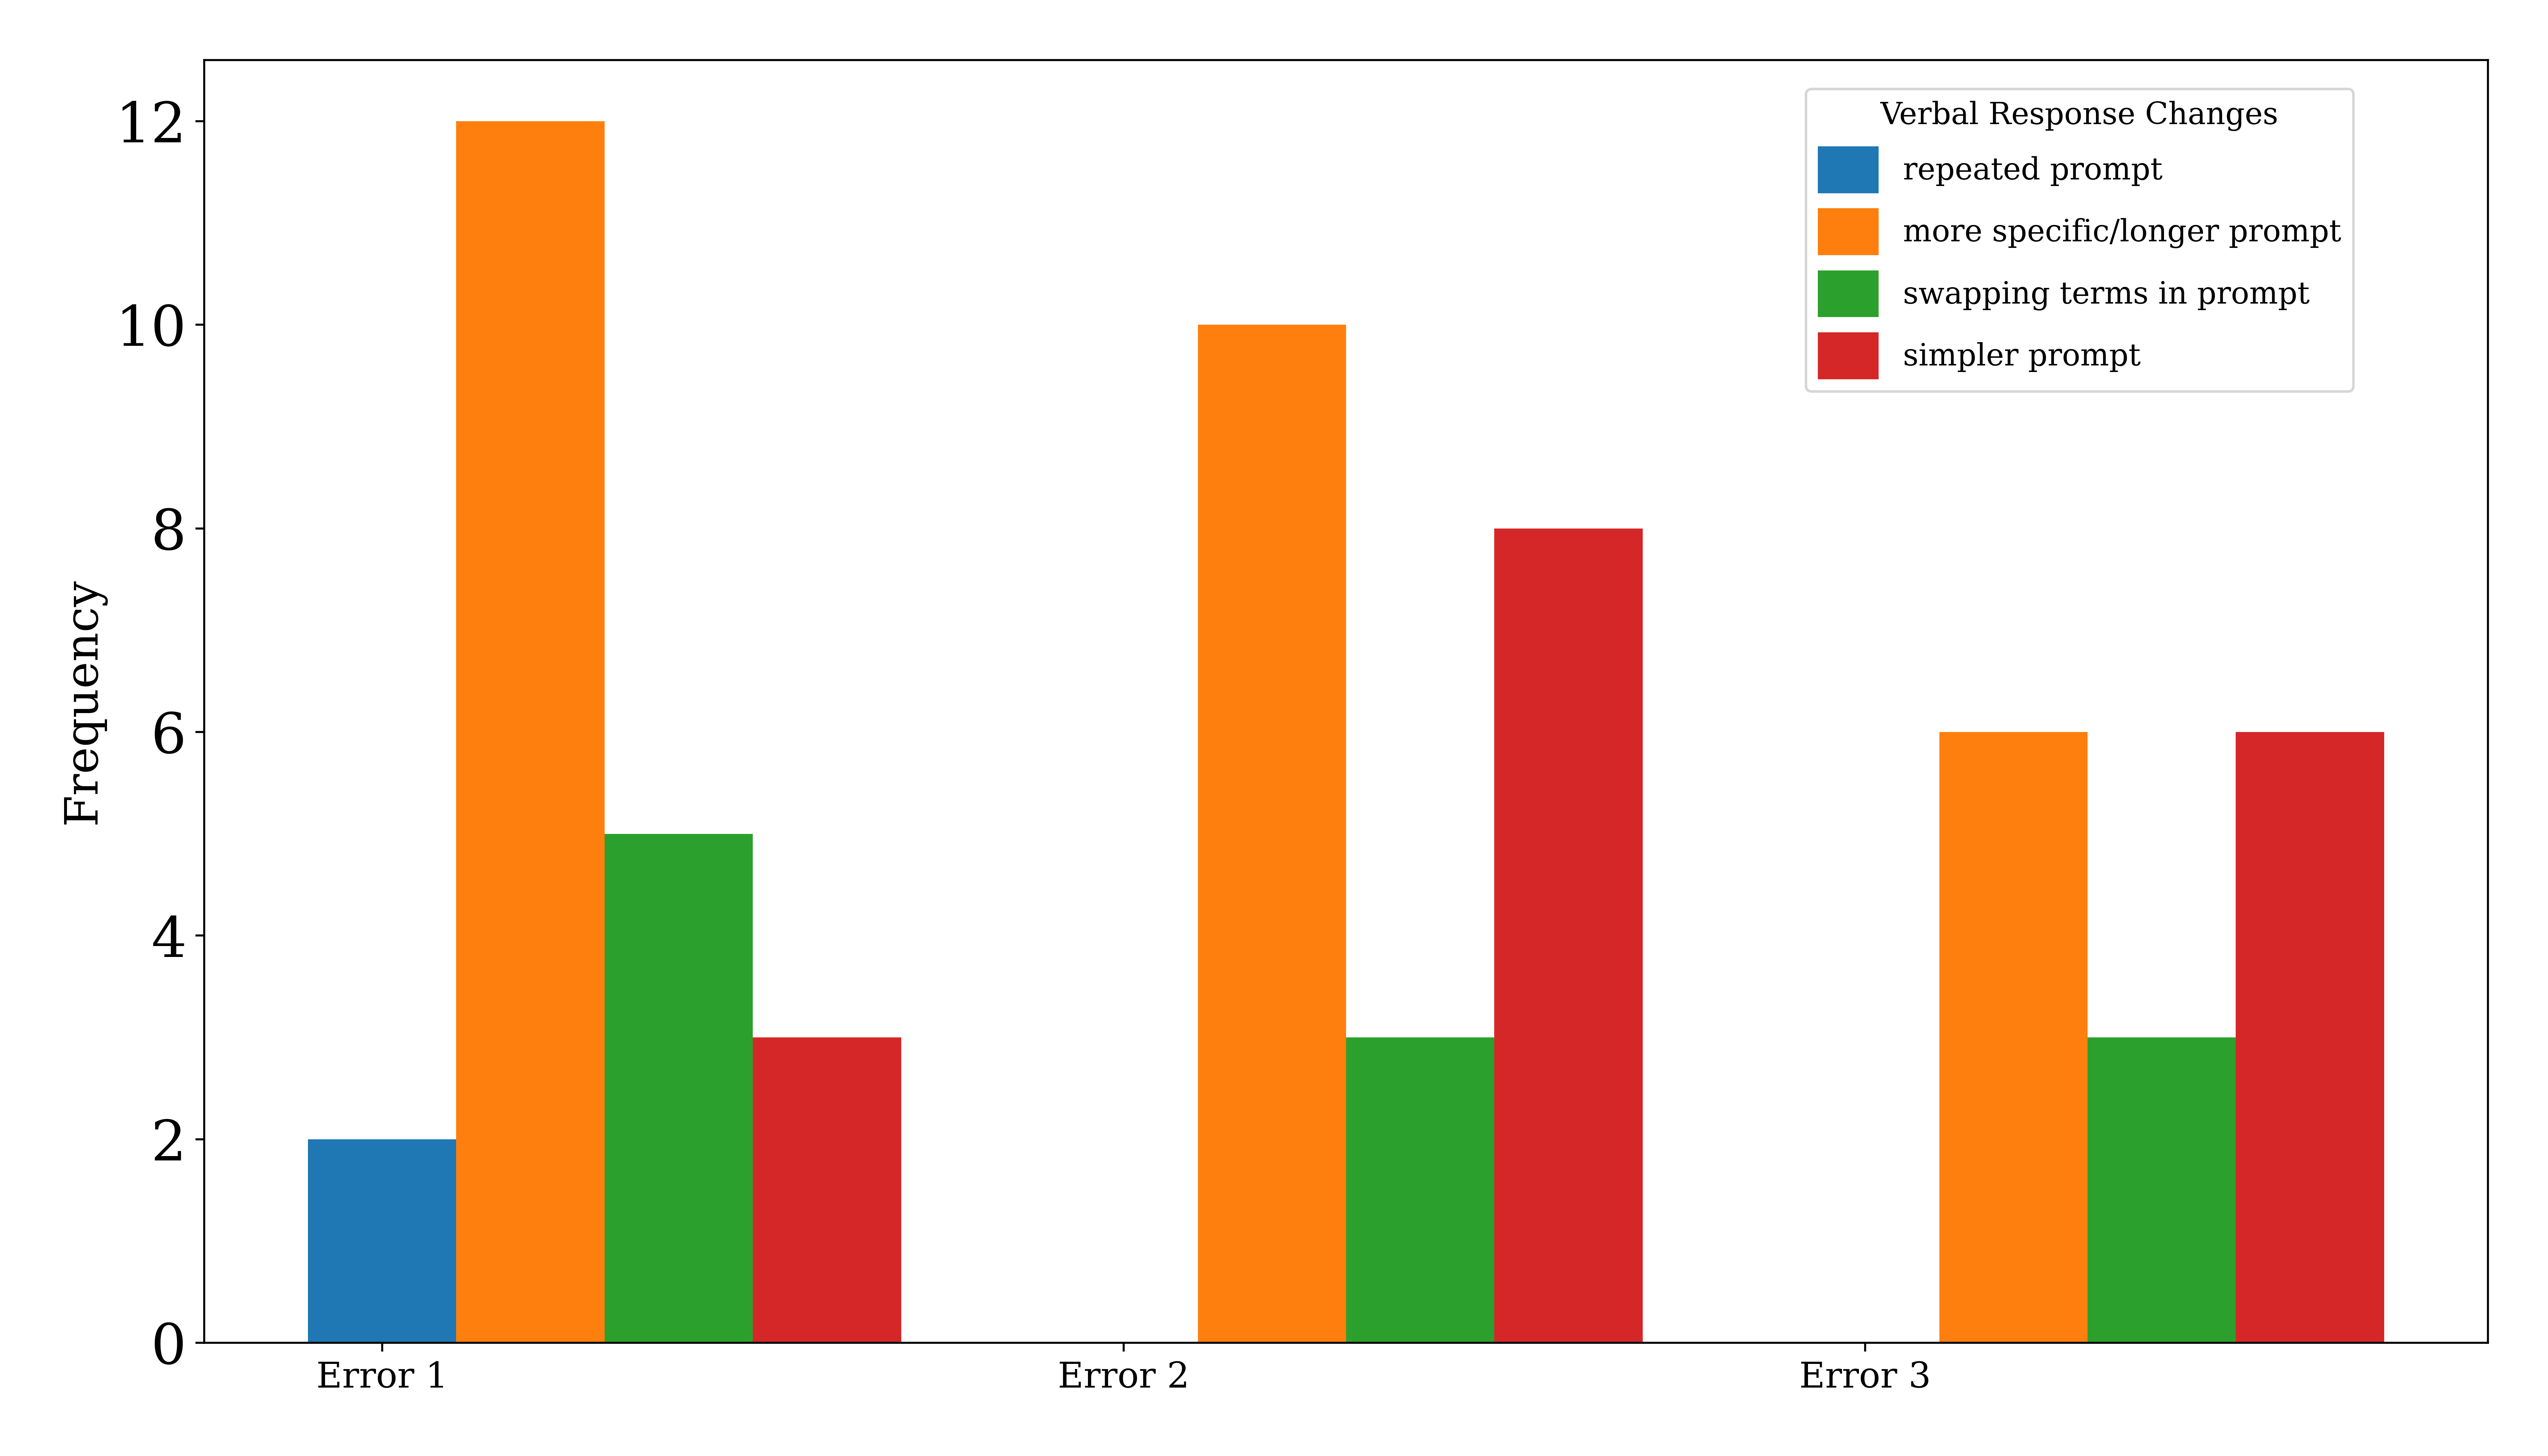 Verbal Response Changes
repeated prompt
more specific/longer prompt
swapping terms in prompt
simpler prompt
Frequency
12
10
8
6
4
2
0
Error 1
Error 2
Error 3